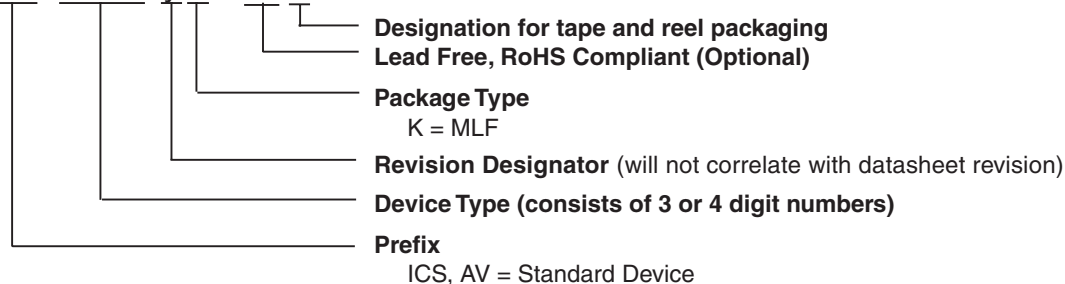 Designation for tape and reel packaging
Lead Free, RoHS Compliant (Optional)
Package Type
K = MLF
Revision Designator (will not correlate with datasheet revision)
Device Type (consists of 3 or 4 digit numbers)
Prefix
ICS, AV = Standard Device